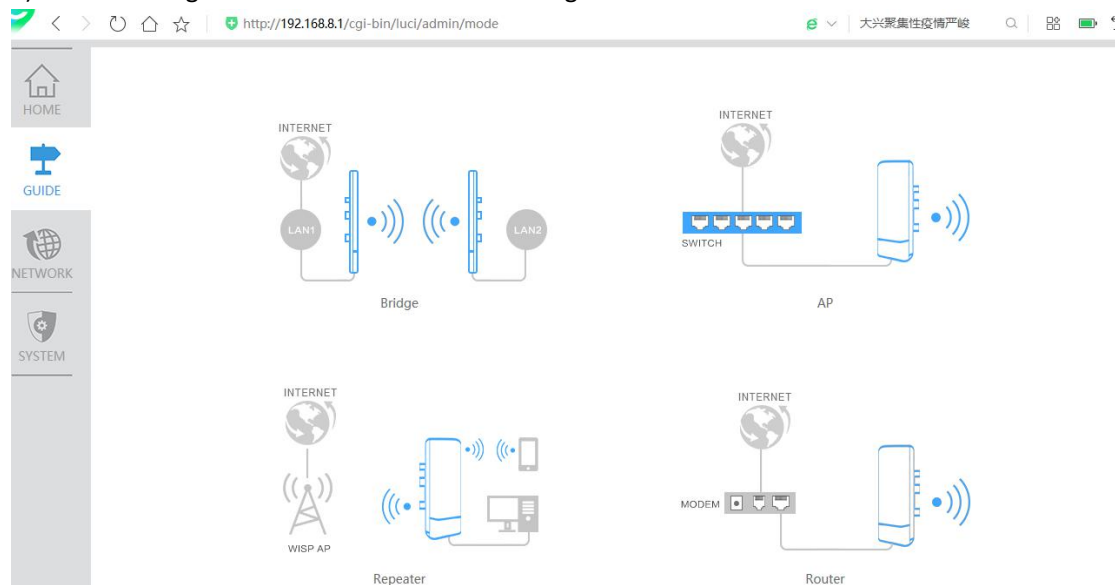 http://192.168.8.1/cgi-bin/luci/admin/mode
大兴聚集性疫情严峻
HOME
GUIDE
NETWORK
SYSTEM
INTERNET
LAN1
LAN2
Bridge
INTERNET
SWITCH
AP
INTERNET
WISP AP
Repeater
INTERNET
MODEM
Router